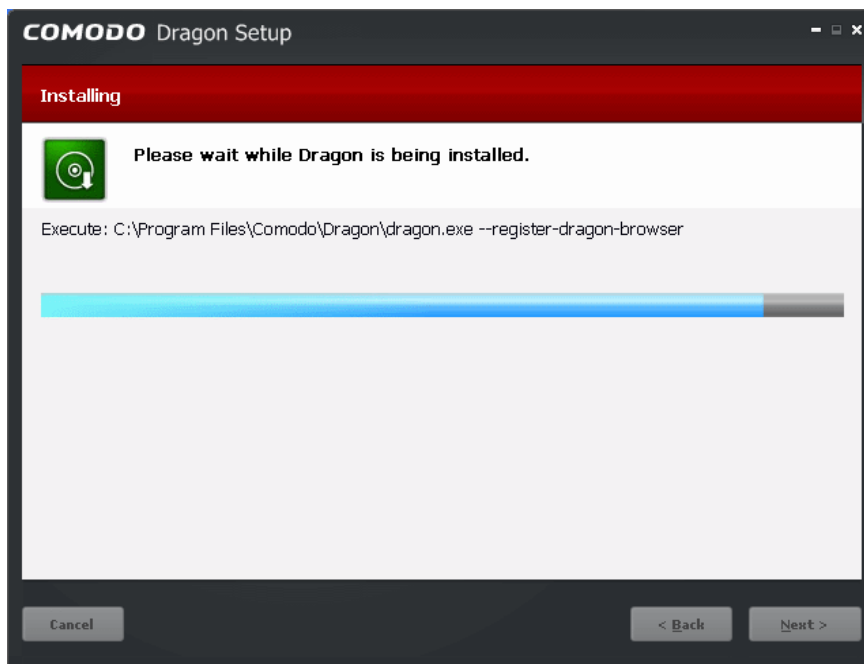 COMODO Dragon Setup
Installing
Please wait while Dragon is being installed.
Execute: C:\Program Files\Comodo\Dragon\dragon.exe --register-dragon-browser
Cancel
< Back
Next >